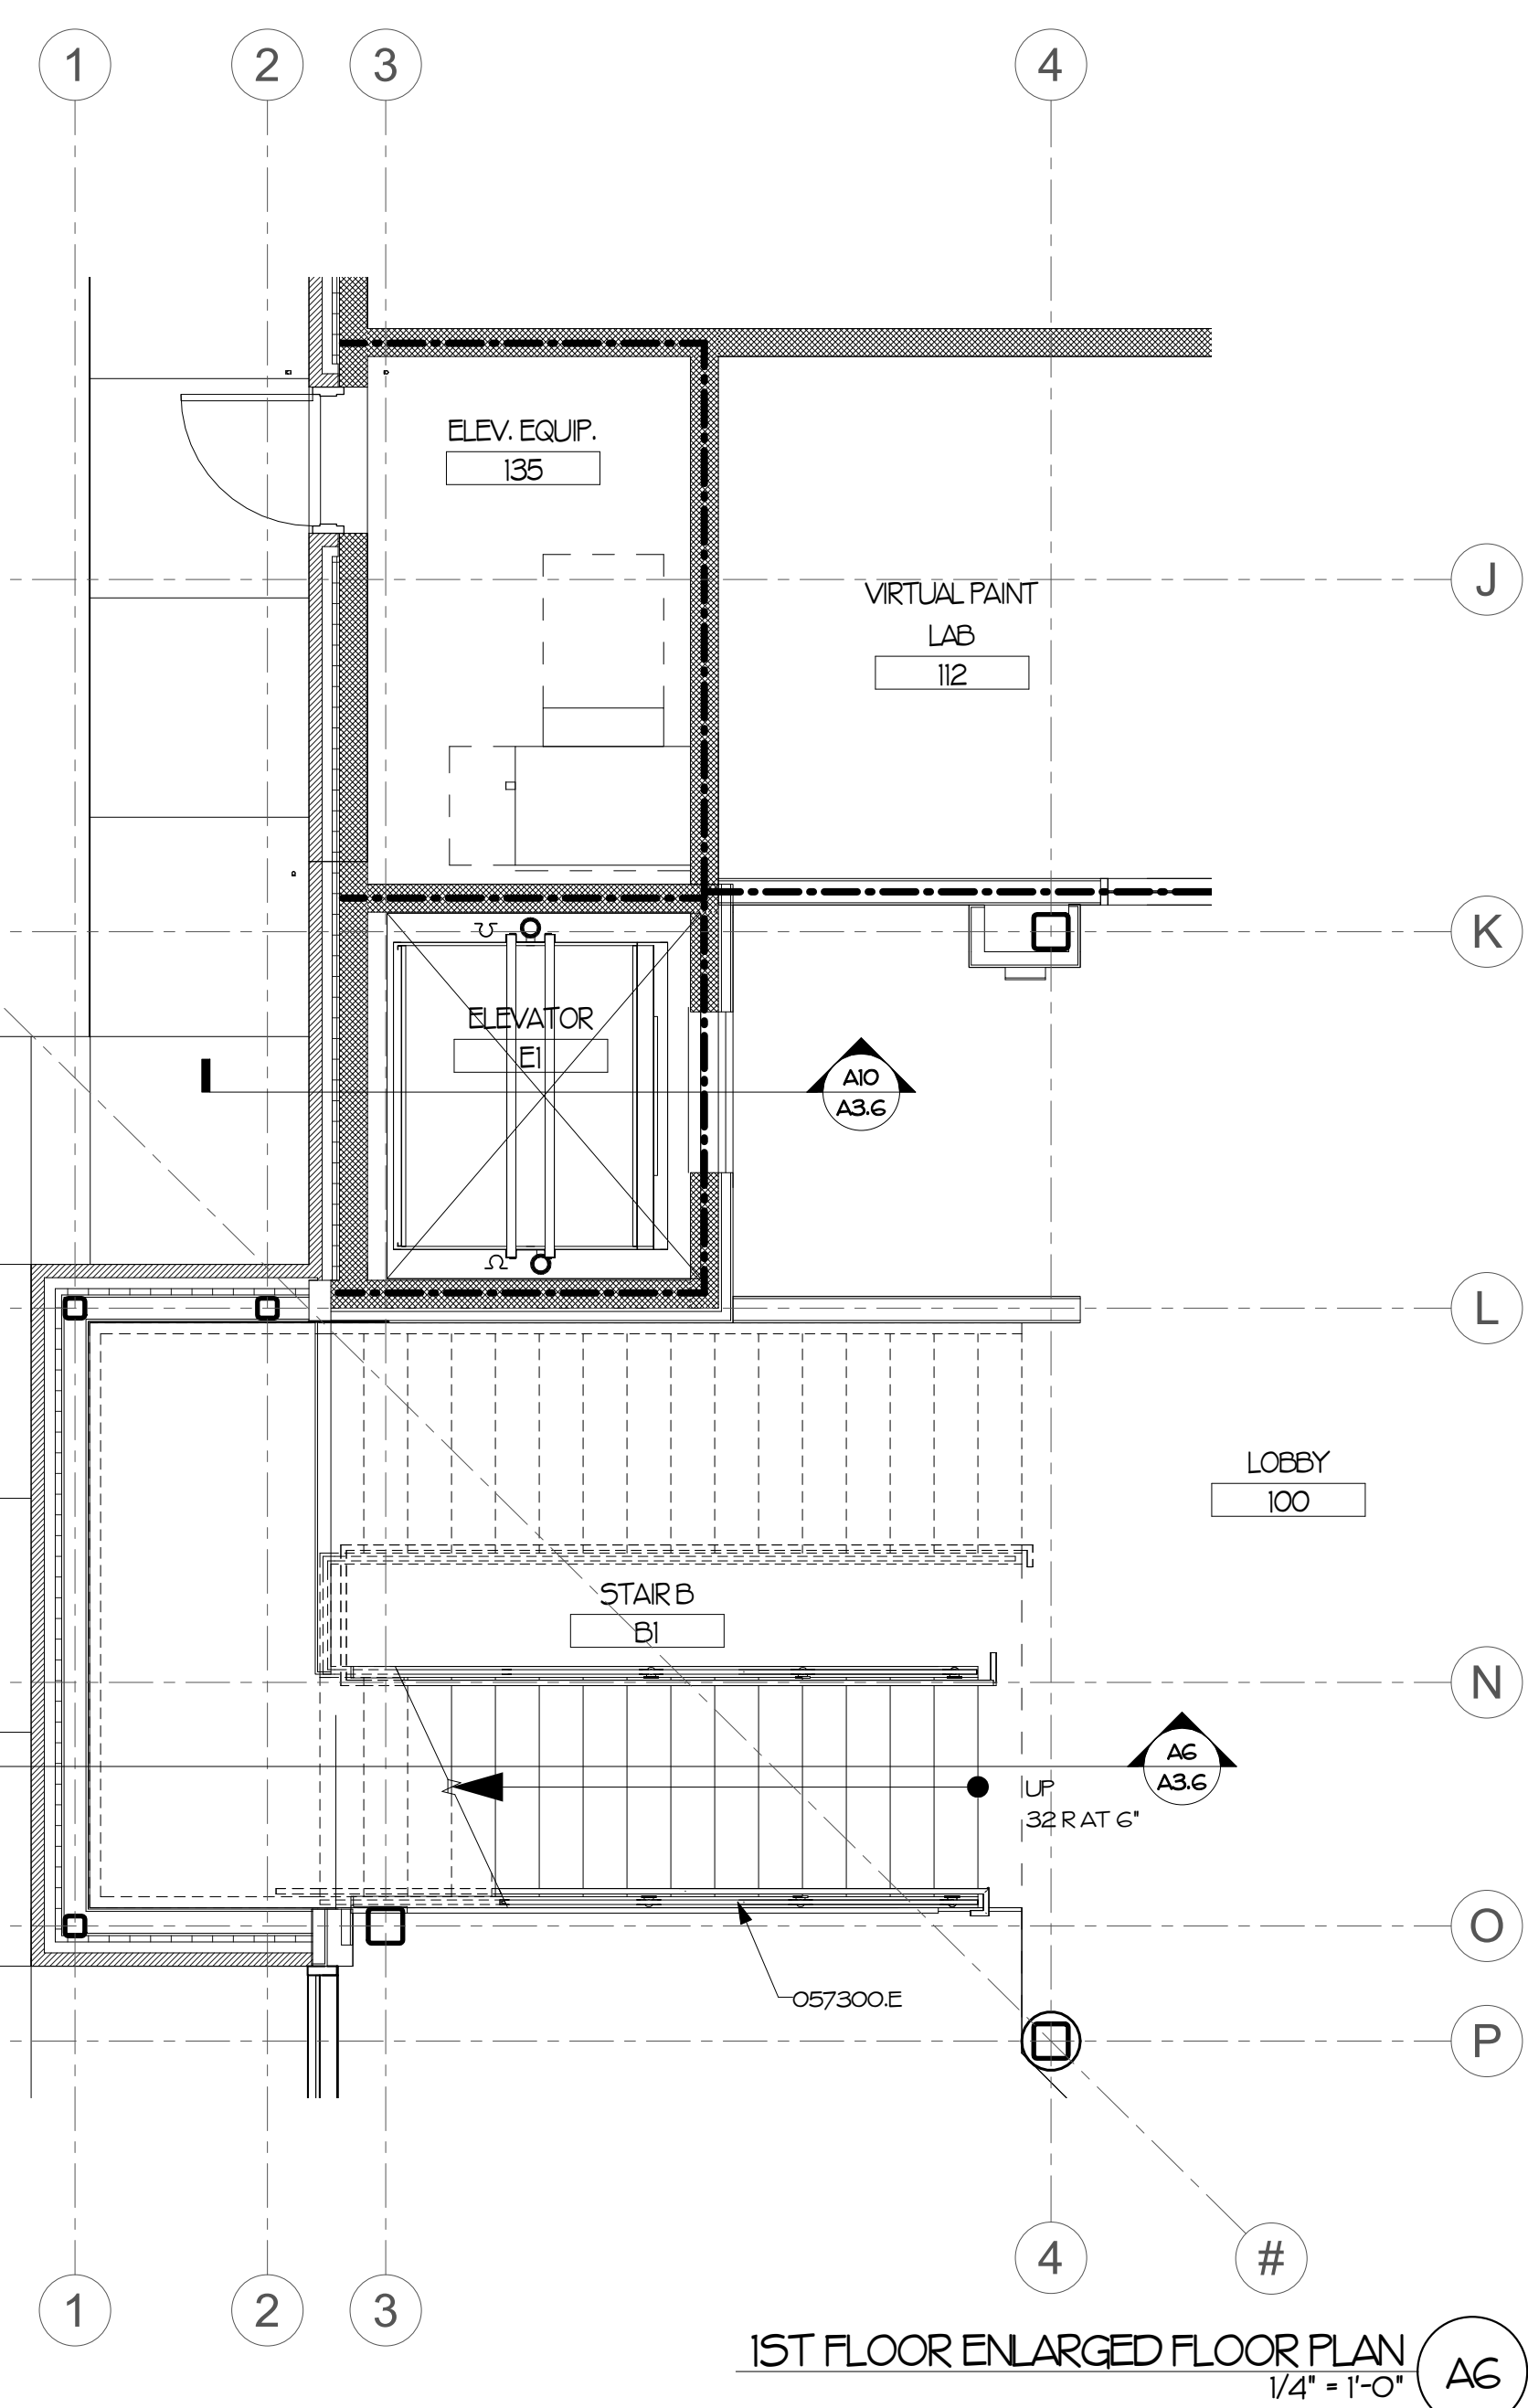 1 2 3 4
ELEV. EQUIP.
135
J
VIRTUAL PAINT
LAB
112
K
ELEVATOR
E1
A10
A3.6
L
LOBBY
100
STAIR B
B1
N
A6
A3.6
UP
32 R AT 6"
O
057300.E
P
4 #
1 2 3
1ST FLOOR ENLARGED FLOOR PLAN
1/4" = 1'-0"
A6